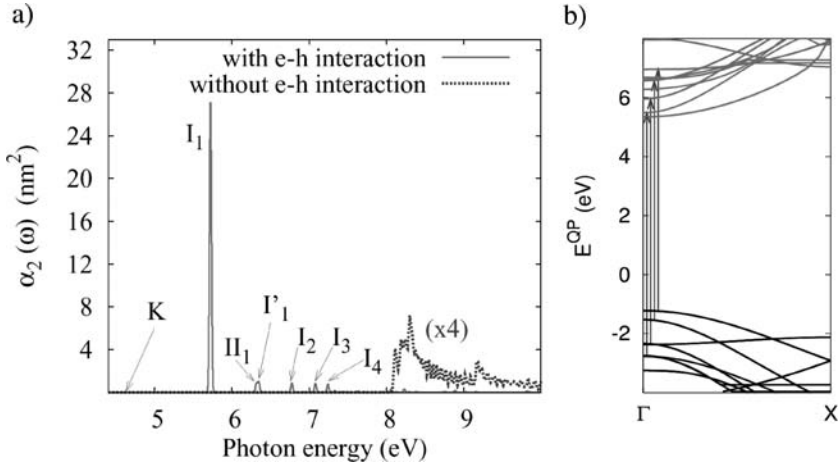 a)
b)
with e-h interaction
without e-h interaction
α₂(ω) (nm²)
32
28
24
20
16
12
8
4
I₁
K
II₁
I'₁
I₂
I₃
I₄
(x4)
5 6 7 8 9
Photon energy (eV)
E^QP (eV)
6
4
2
0
-2
Γ X